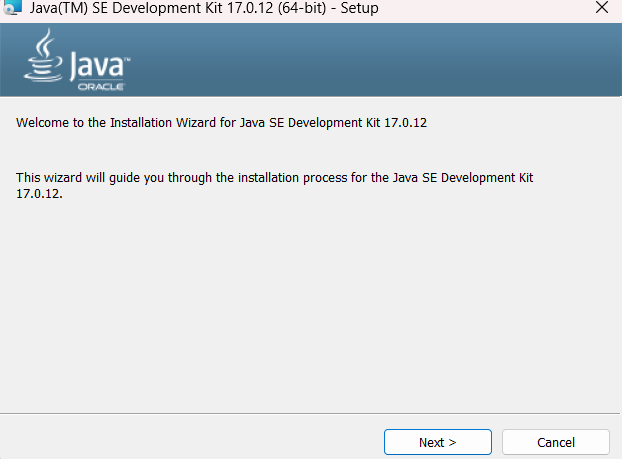 Java(TM) SE Development Kit 17.0.12 (64-bit) - Setup
Java™
ORACLE
Welcome to the Installation Wizard for Java SE Development Kit 17.0.12
This wizard will guide you through the installation process for the Java SE Development Kit
17.0.12.
Next >
Cancel